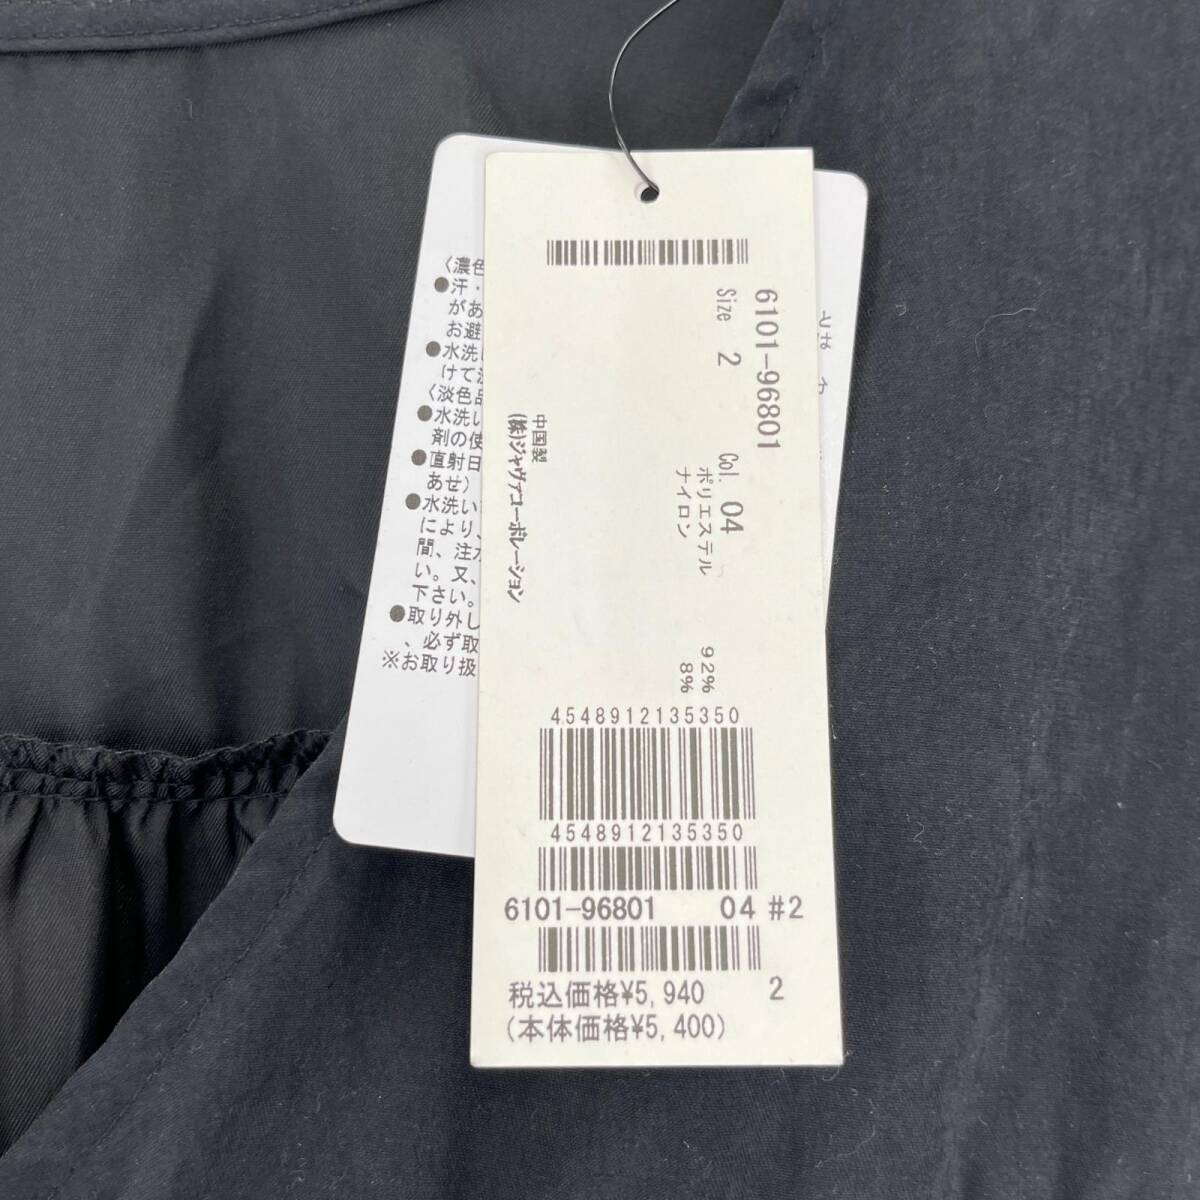 6101-96801
Size 2 Col. 04
ポリエステル 92%
ナイロン 8%
中国製
(株)ジャヴァコーポレーション
4548912135350
4548912135350
6101-96801 04 #2
2
税込価格¥5,940
(本体価格¥5,400)
〈濃色
●汗・
があ
お避
●水洗い
けて
〈淡色品
●水洗い
剤の使
●直射日
あせ)
●水洗い
により、
間、注
い。又、
下さい。
●取り外し
、必ず取
※お取り扱